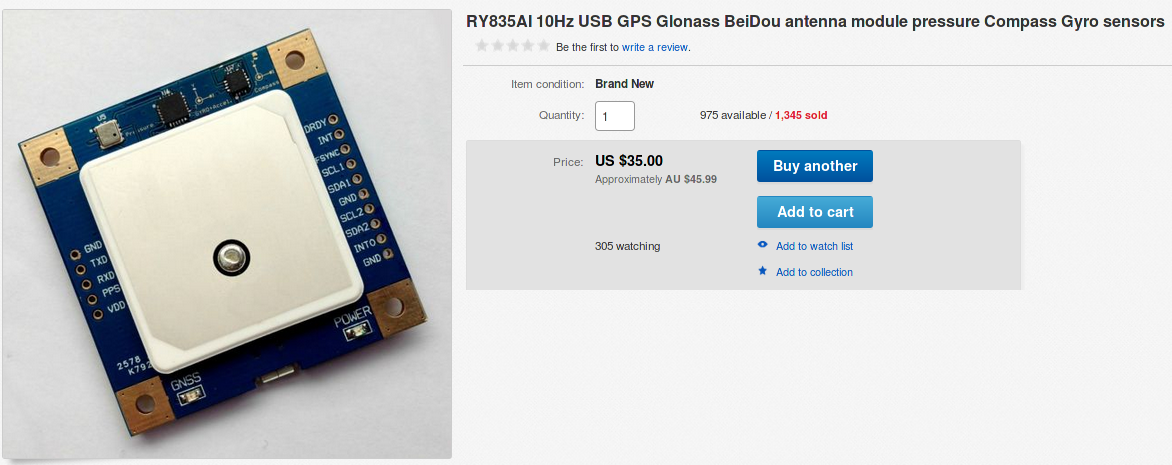 RY835AI 10Hz USB GPS Glonass BeiDou antenna module pressure Compass Gyro sensors
Be the first to write a review.
Item condition: Brand New
Quantity: 1 975 available / 1,345 sold
Price: US $35.00
Approximately AU $45.99
Buy another
Add to cart
305 watching
Add to watch list
Add to collection
U5
Pressure
U4
GYRO+Accel.
Compass
DRDY
INT
FSYNC
SCL1
SDA1
GND
SCL2
SDA2
INTO
GND
GND
TXD
RXD
PPS
VDD
POWER
2578
GNSS